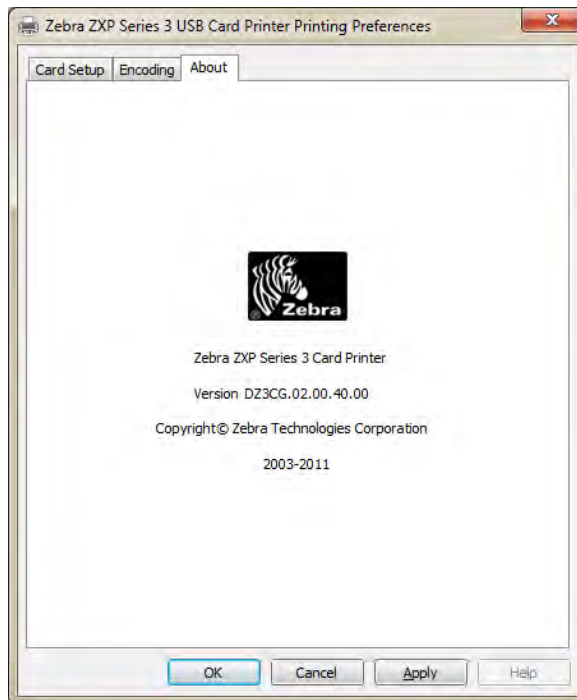 Zebra ZXP Series 3 USB Card Printer Printing Preferences
Card Setup Encoding About
® Zebra
Zebra ZXP Series 3 Card Printer
Version DZ3CG.02.00.40.00
Copyright© Zebra Technologies Corporation
2003-2011
OK Cancel Apply Help